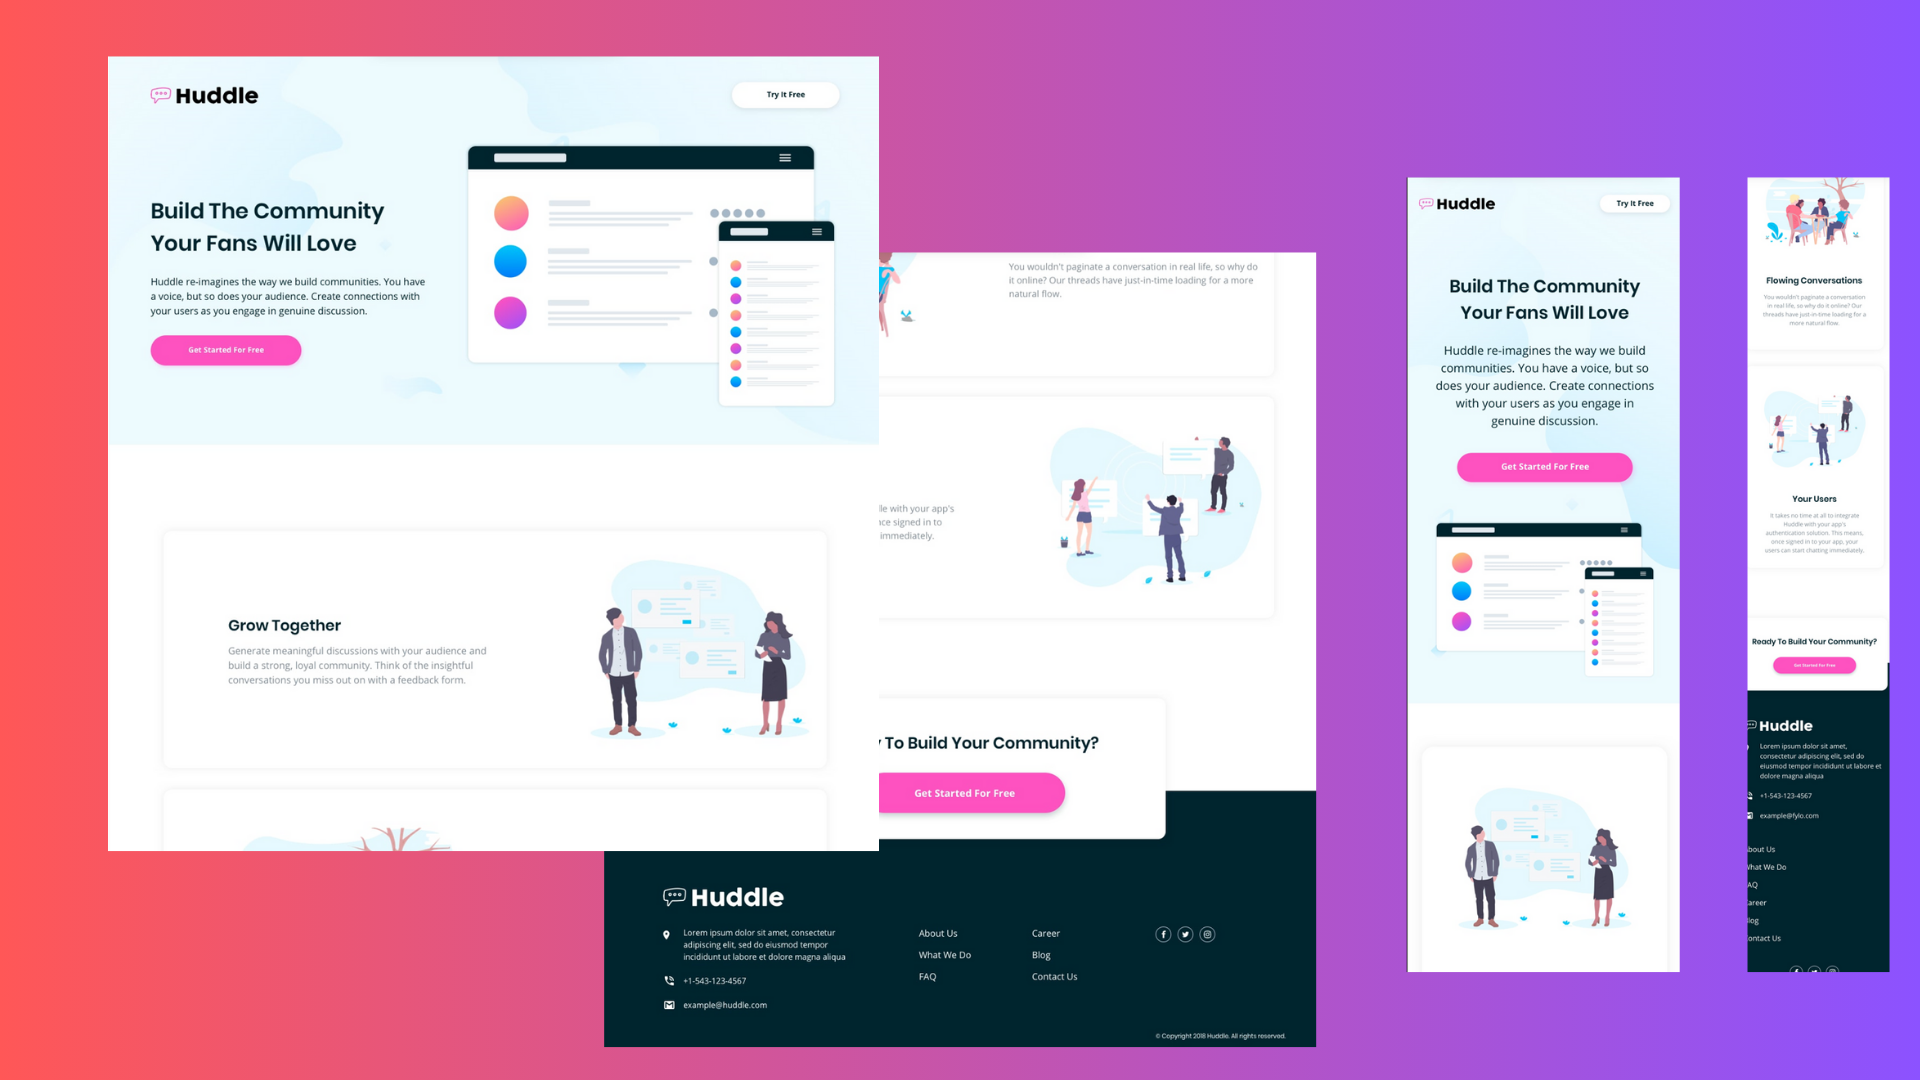 Huddle
Try It Free
Build The Community
Your Fans Will Love
Huddle re-imagines the way we build communities. You have
a voice, but so does your audience. Create connections with
your users as you engage in genuine discussion.
Get Started For Free
Grow Together
Generate meaningful discussions with your audience and
build a strong, loyal community. Think of the insightful
conversations you miss out on with a feedback form.
You wouldn't paginate a conversation in real life, so why do
it online? Our threads have just-in-time loading for a more
natural flow.
with your app's
signed in to
immediately.
To Build Your Community?
Get Started For Free
Huddle
Lorem ipsum dolor sit amet, consectetur
adipiscing elit, sed do eiusmod tempor
incididunt ut labore et dolore magna aliqua
+1-543-123-4567
example@huddle.com
About Us
What We Do
FAQ
Career
Blog
Contact Us
© Copyright 2018 Huddle. All rights reserved.
Huddle
Try It Free
Build The Community
Your Fans Will Love
Huddle re-imagines the way we build
communities. You have a voice, but so
does your audience. Create connections
with your users as you engage in
genuine discussion.
Get Started For Free
Flowing Conversations
You wouldn't paginate a conversation
in real life, so why do it online? Our
threads have just-in-time loading for a
more natural flow.
Your Users
It takes no time at all to integrate
Huddle with your app's
authentication solution. This means,
once signed in to your app, your
users can start chatting immediately.
Ready To Build Your Community?
Get Started For Free
Huddle
Lorem ipsum dolor sit amet,
consectetur adipiscing elit, sed do
eiusmod tempor incididunt ut labore et
dolore magna aliqua
+1-543-123-4567
example@fylo.com
bout Us
What We Do
AQ
areer
log
ontact Us